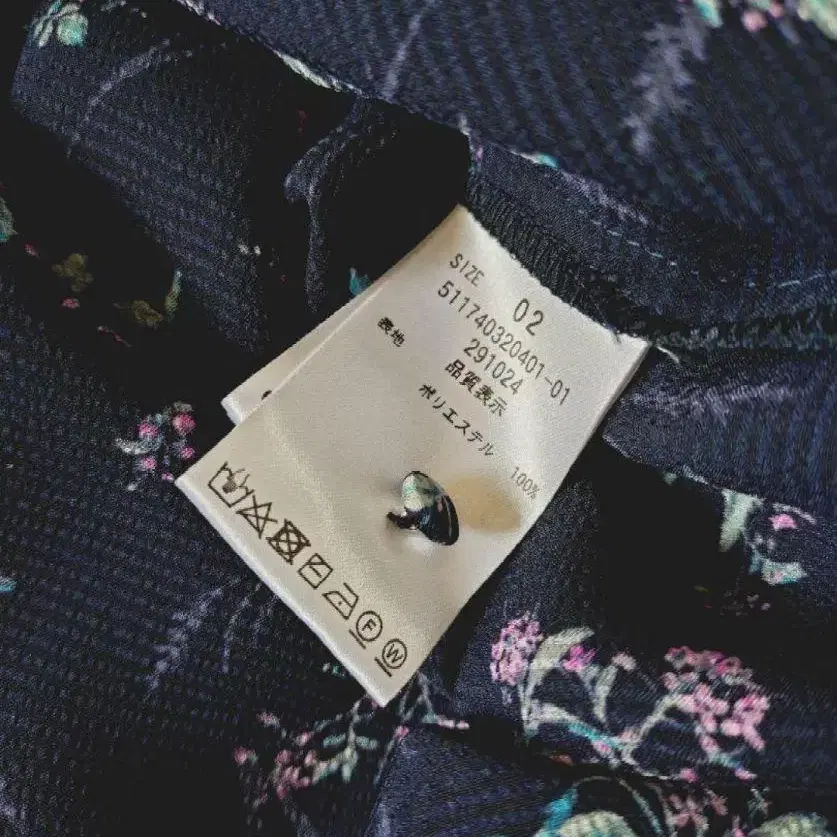 SIZE 02
511740320401-01
291024
品質表示
表地 ポリエステル 100%
F
W